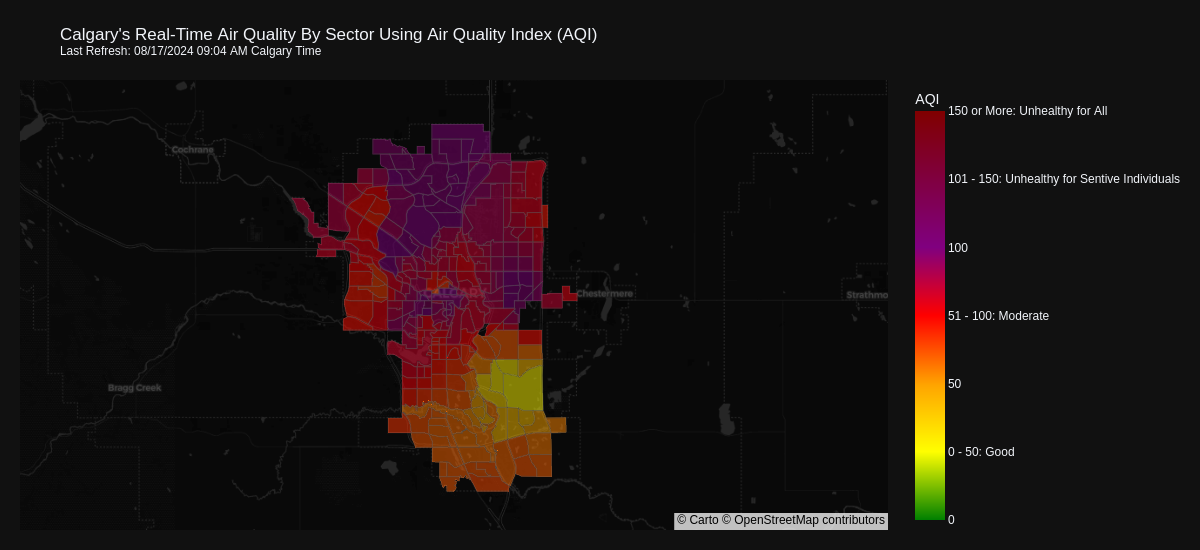 Calgary's Real-Time Air Quality By Sector Using Air Quality Index (AQI)
Last Refresh: 08/17/2024 09:04 AM Calgary Time
AQI
150 or More: Unhealthy for All
101 - 150: Unhealthy for Sentive Individuals
100
51 - 100: Moderate
50
0 - 50: Good
0
Cochrane
CALGARY
Chestermere
Strathmo
Bragg Creek
© Carto © OpenStreetMap contributors